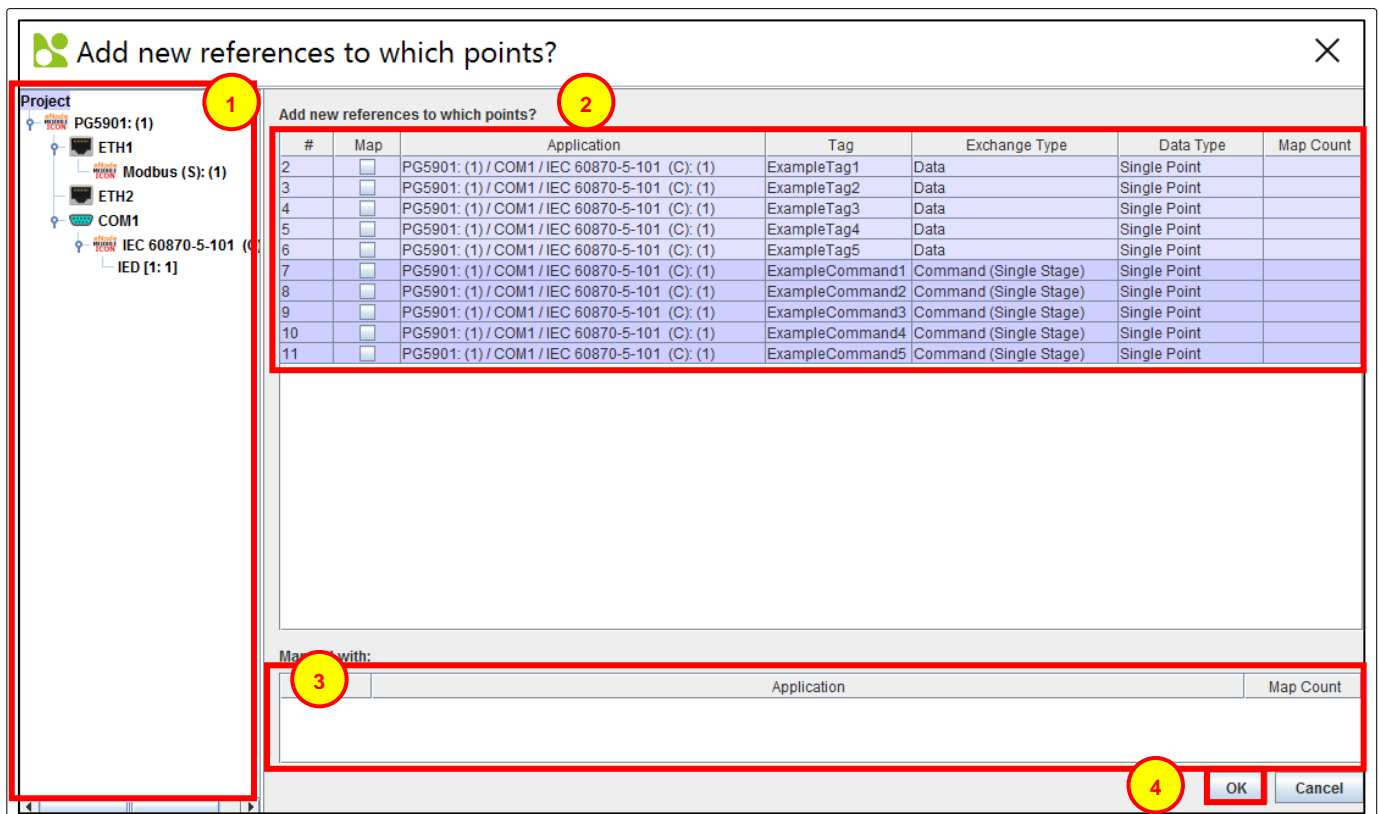 Add new references to which points?
Project
1
eNode MODULE ICON PG5901: (1)
ETH1
eNode MODULE ICON Modbus (S): (1)
ETH2
COM1
eNode MODULE ICON IEC 60870-5-101 (C)
IED [1: 1]
Add new references to which points?
2
# Map Application Tag Exchange Type Data Type Map Count
2 PG5901: (1) / COM1 / IEC 60870-5-101 (C): (1) ExampleTag1 Data Single Point
3 PG5901: (1) / COM1 / IEC 60870-5-101 (C): (1) ExampleTag2 Data Single Point
4 PG5901: (1) / COM1 / IEC 60870-5-101 (C): (1) ExampleTag3 Data Single Point
5 PG5901: (1) / COM1 / IEC 60870-5-101 (C): (1) ExampleTag4 Data Single Point
6 PG5901: (1) / COM1 / IEC 60870-5-101 (C): (1) ExampleTag5 Data Single Point
7 PG5901: (1) / COM1 / IEC 60870-5-101 (C): (1) ExampleCommand1 Command (Single Stage) Single Point
8 PG5901: (1) / COM1 / IEC 60870-5-101 (C): (1) ExampleCommand2 Command (Single Stage) Single Point
9 PG5901: (1) / COM1 / IEC 60870-5-101 (C): (1) ExampleCommand3 Command (Single Stage) Single Point
10 PG5901: (1) / COM1 / IEC 60870-5-101 (C): (1) ExampleCommand4 Command (Single Stage) Single Point
11 PG5901: (1) / COM1 / IEC 60870-5-101 (C): (1) ExampleCommand5 Command (Single Stage) Single Point
with:
3
Application Map Count
4
OK Cancel